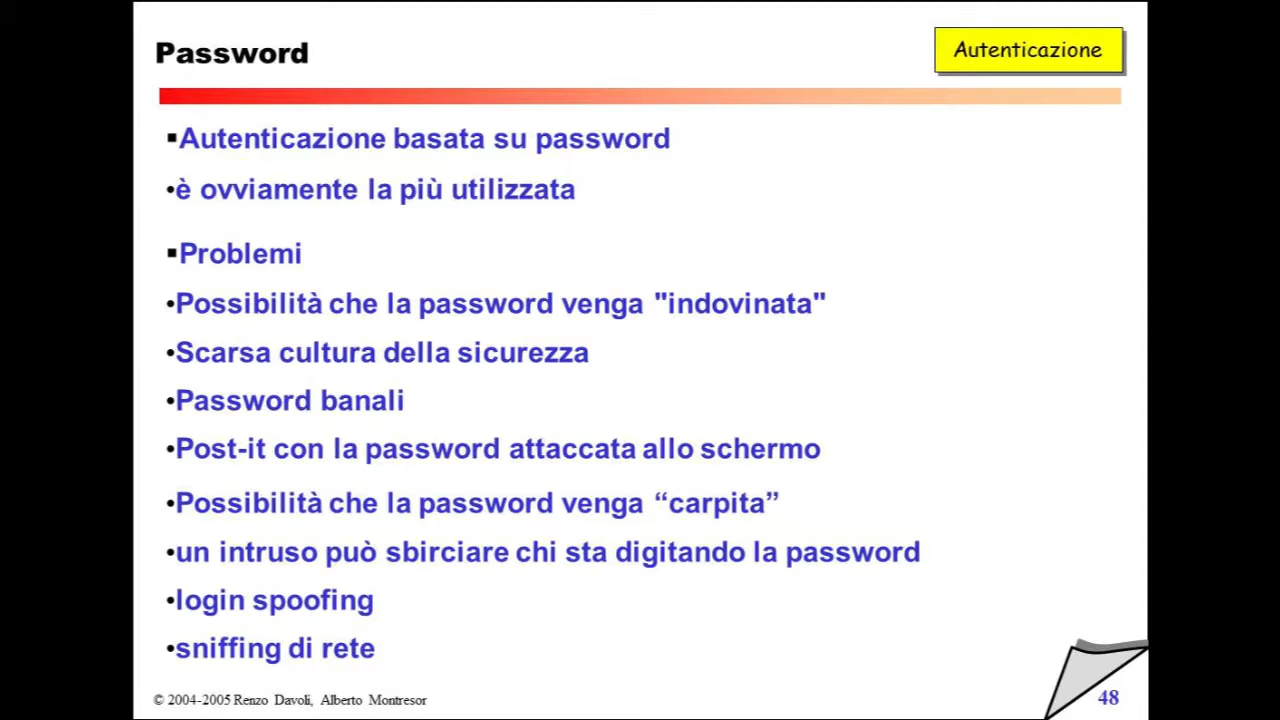 Password
Autenticazione
▪Autenticazione basata su password
•è ovviamente la più utilizzata
▪Problemi
•Possibilità che la password venga "indovinata"
•Scarsa cultura della sicurezza
•Password banali
•Post-it con la password attaccata allo schermo
•Possibilità che la password venga “carpita”
•un intruso può sbirciare chi sta digitando la password
•login spoofing
•sniffing di rete
© 2004-2005 Renzo Davoli, Alberto Montresor
48